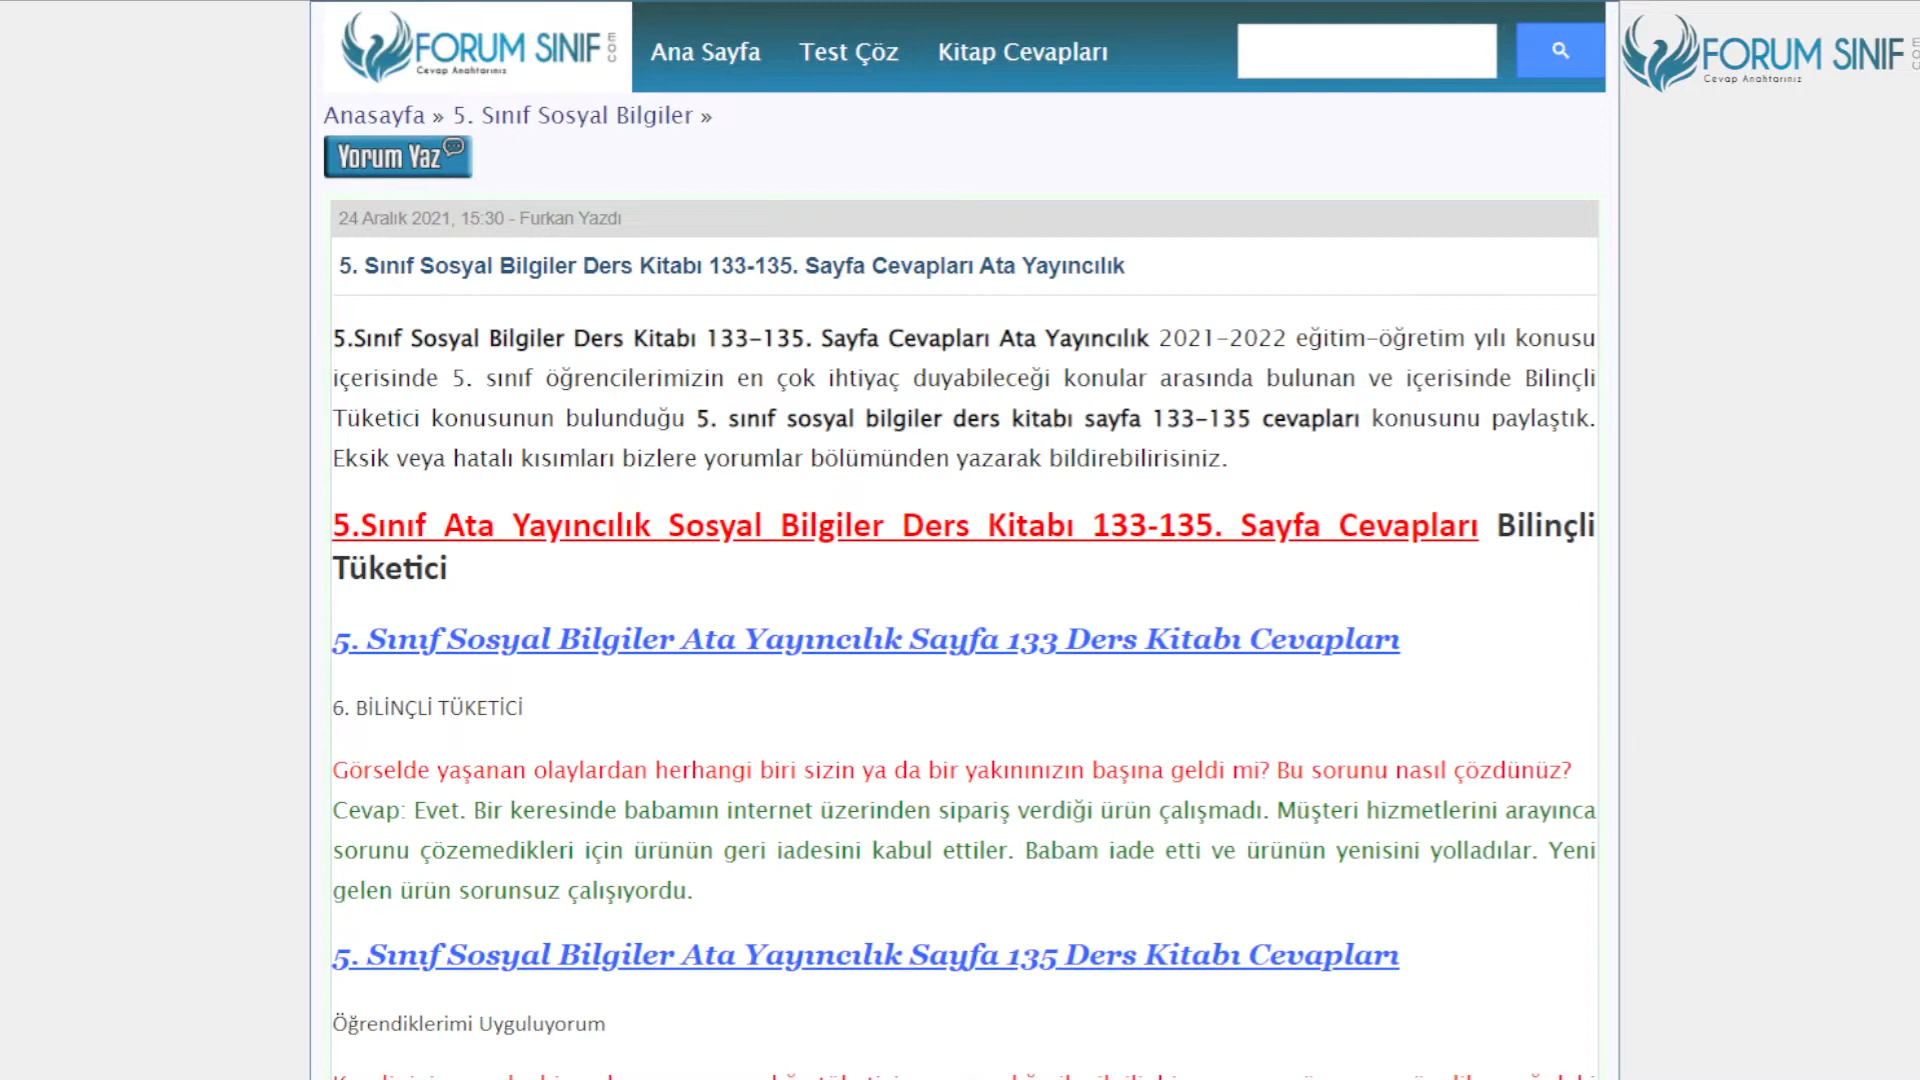 FORUM SINIF .com
Cevap Anahtarınız
Ana Sayfa Test Çöz Kitap Cevapları
FORUM SINIF
Cevap Anahtarınız
Anasayfa » 5. Sınıf Sosyal Bilgiler »
Yorum Yaz
24 Aralık 2021, 15:30 - Furkan Yazdı
5. Sınıf Sosyal Bilgiler Ders Kitabı 133-135. Sayfa Cevapları Ata Yayıncılık
5.Sınıf Sosyal Bilgiler Ders Kitabı 133-135. Sayfa Cevapları Ata Yayıncılık 2021-2022 eğitim-öğretim yılı konusu
içerisinde 5. sınıf öğrencilerimizin en çok ihtiyaç duyabileceği konular arasında bulunan ve içerisinde Bilinçli
Tüketici konusunun bulunduğu 5. sınıf sosyal bilgiler ders kitabı sayfa 133-135 cevapları konusunu paylaştık.
Eksik veya hatalı kısımları bizlere yorumlar bölümünden yazarak bildirebilirisiniz.
5.Sınıf Ata Yayıncılık Sosyal Bilgiler Ders Kitabı 133-135. Sayfa Cevapları Bilinçli
Tüketici
5. Sınıf Sosyal Bilgiler Ata Yayıncılık Sayfa 133 Ders Kitabı Cevapları
6. BİLİNÇLİ TÜKETİCİ
Görselde yaşanan olaylardan herhangi biri sizin ya da bir yakınınızın başına geldi mi? Bu sorunu nasıl çözdünüz?
Cevap: Evet. Bir keresinde babamın internet üzerinden sipariş verdiği ürün çalışmadı. Müşteri hizmetlerini arayınca
sorunu çözemedikleri için ürünün geri iadesini kabul ettiler. Babam iade etti ve ürünün yenisini yolladılar. Yeni
gelen ürün sorunsuz çalışıyordu.
5. Sınıf Sosyal Bilgiler Ata Yayıncılık Sayfa 135 Ders Kitabı Cevapları
Öğrendiklerimi Uyguluyorum